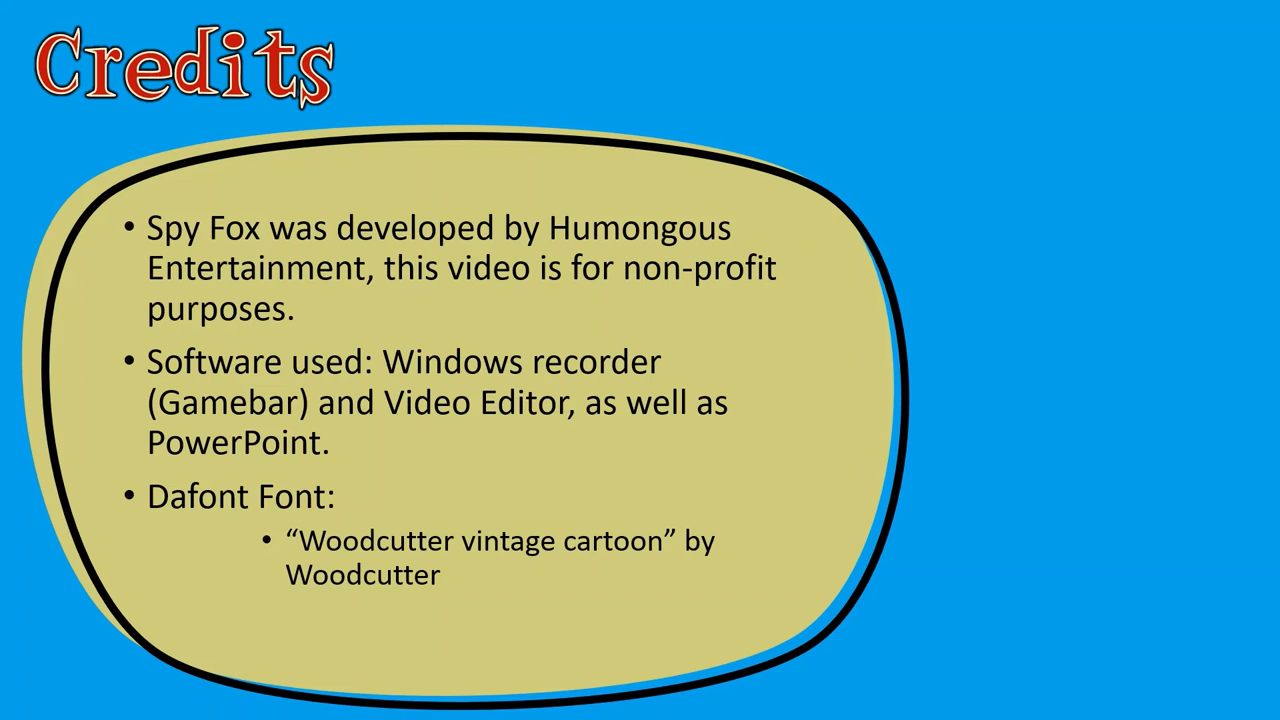 Credits
• Spy Fox was developed by Humongous
Entertainment, this video is for non-profit
purposes.
• Software used: Windows recorder
(Gamebar) and Video Editor, as well as
PowerPoint.
• Dafont Font:
• “Woodcutter vintage cartoon” by
Woodcutter